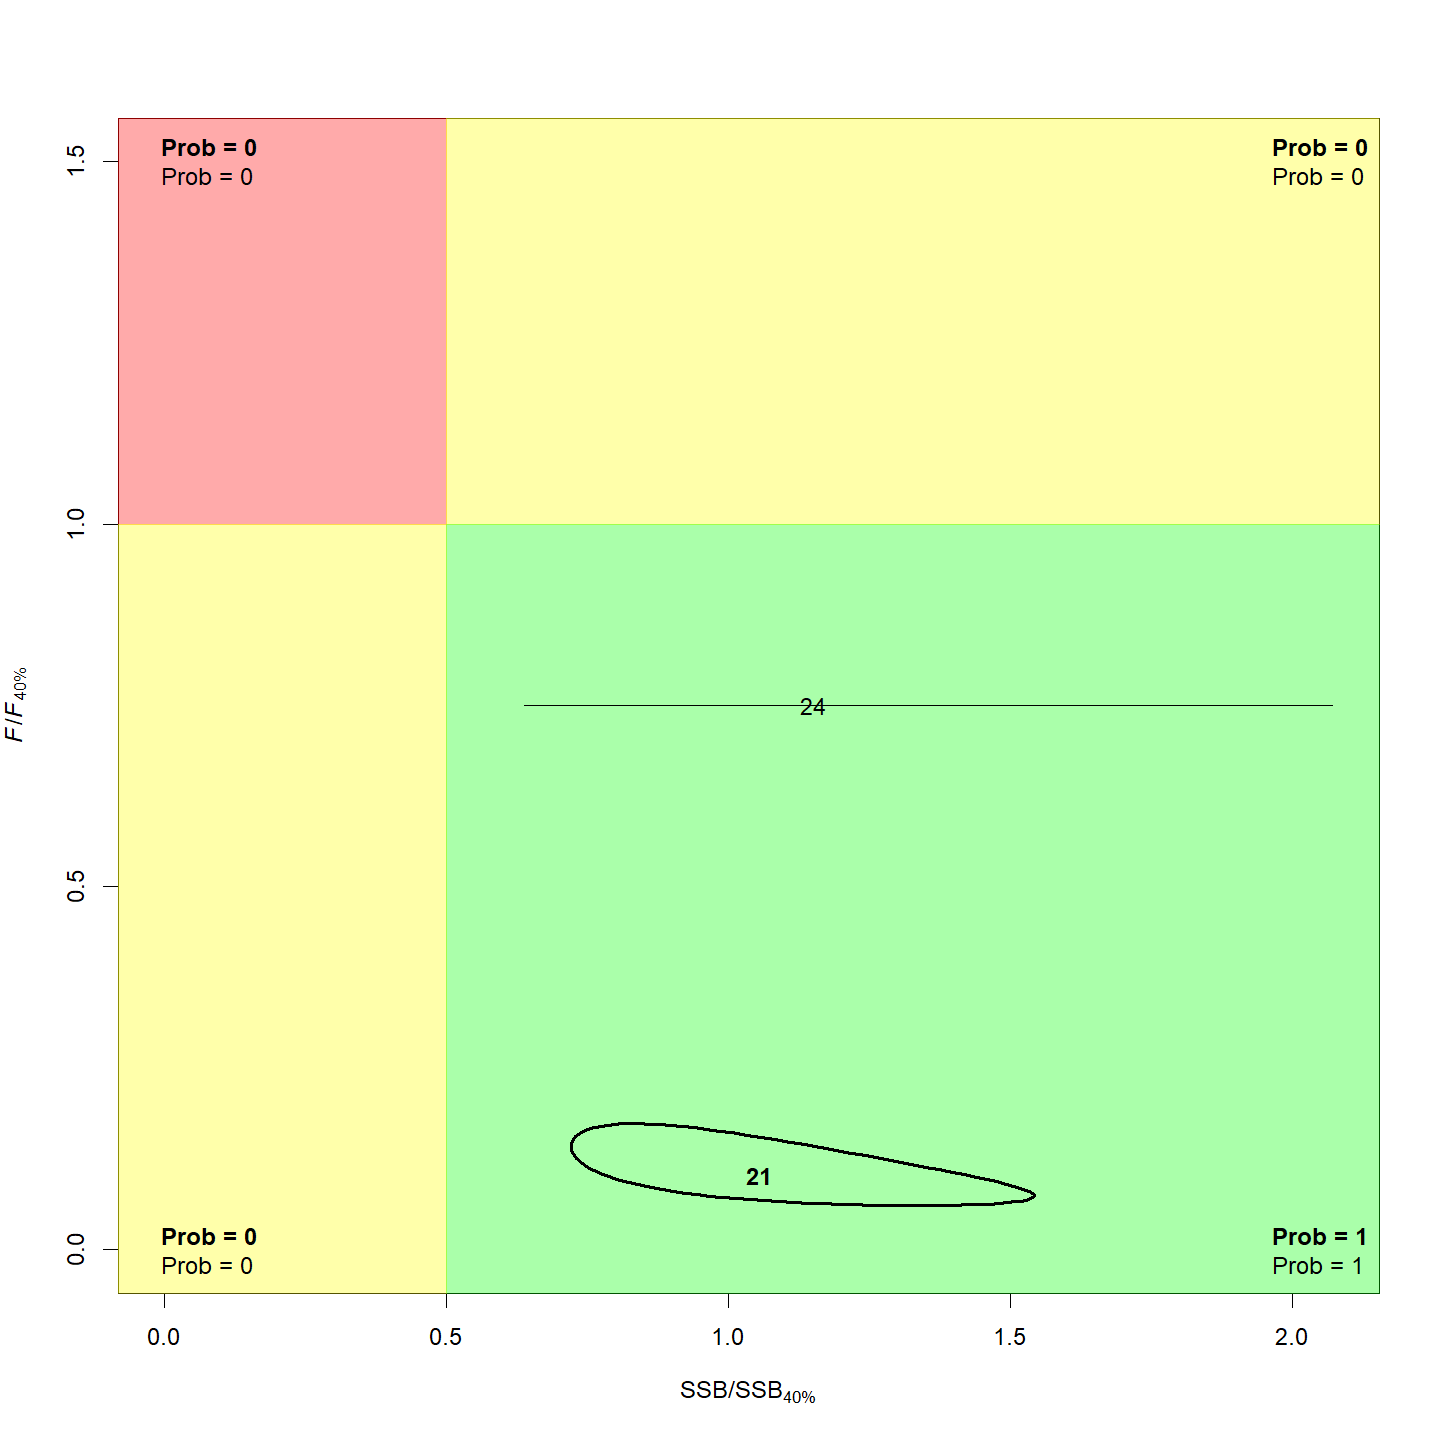 Prob = 0
Prob = 0
Prob = 0
Prob = 0
1.5
1.0
0.5
0.0
F/F40%
24
21
Prob = 0
Prob = 0
Prob = 1
Prob = 1
0.0
0.5
1.0
1.5
2.0
SSB/SSB40%